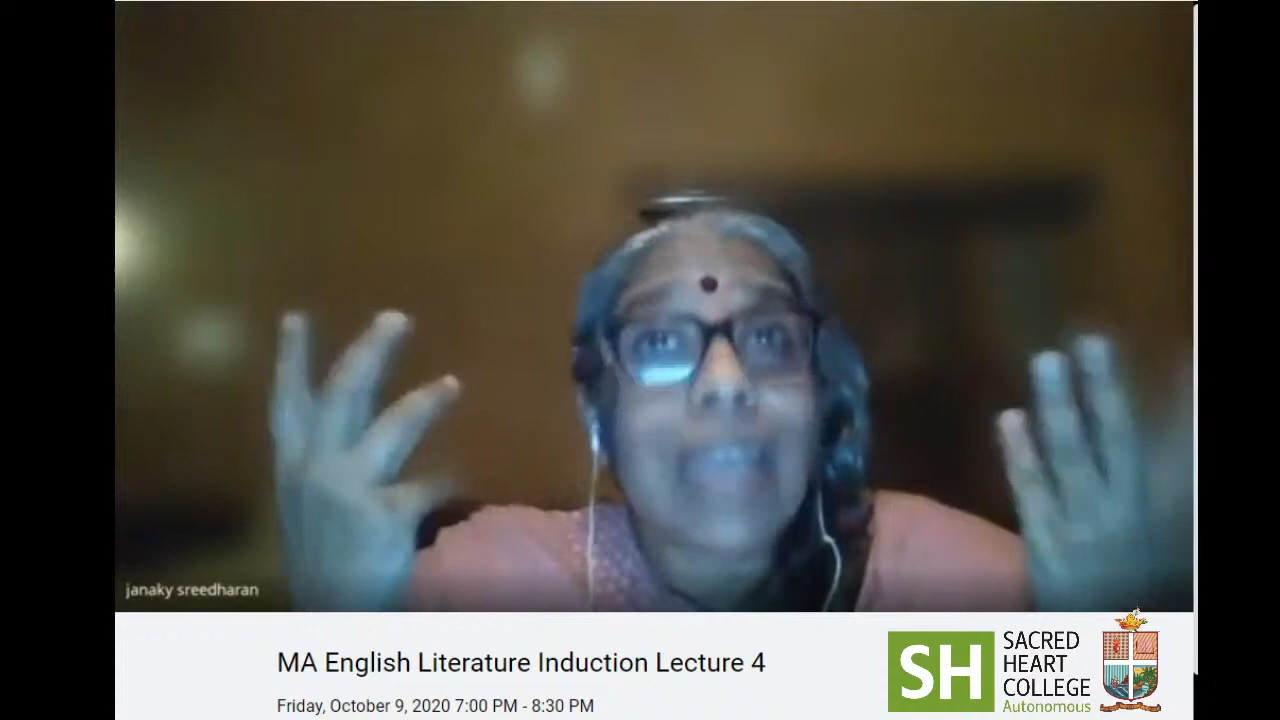 janaky sreedharan
MA English Literature Induction Lecture 4
Friday, October 9, 2020 7:00 PM - 8:30 PM
SH
SACRED
HEART
COLLEGE
Autonomous